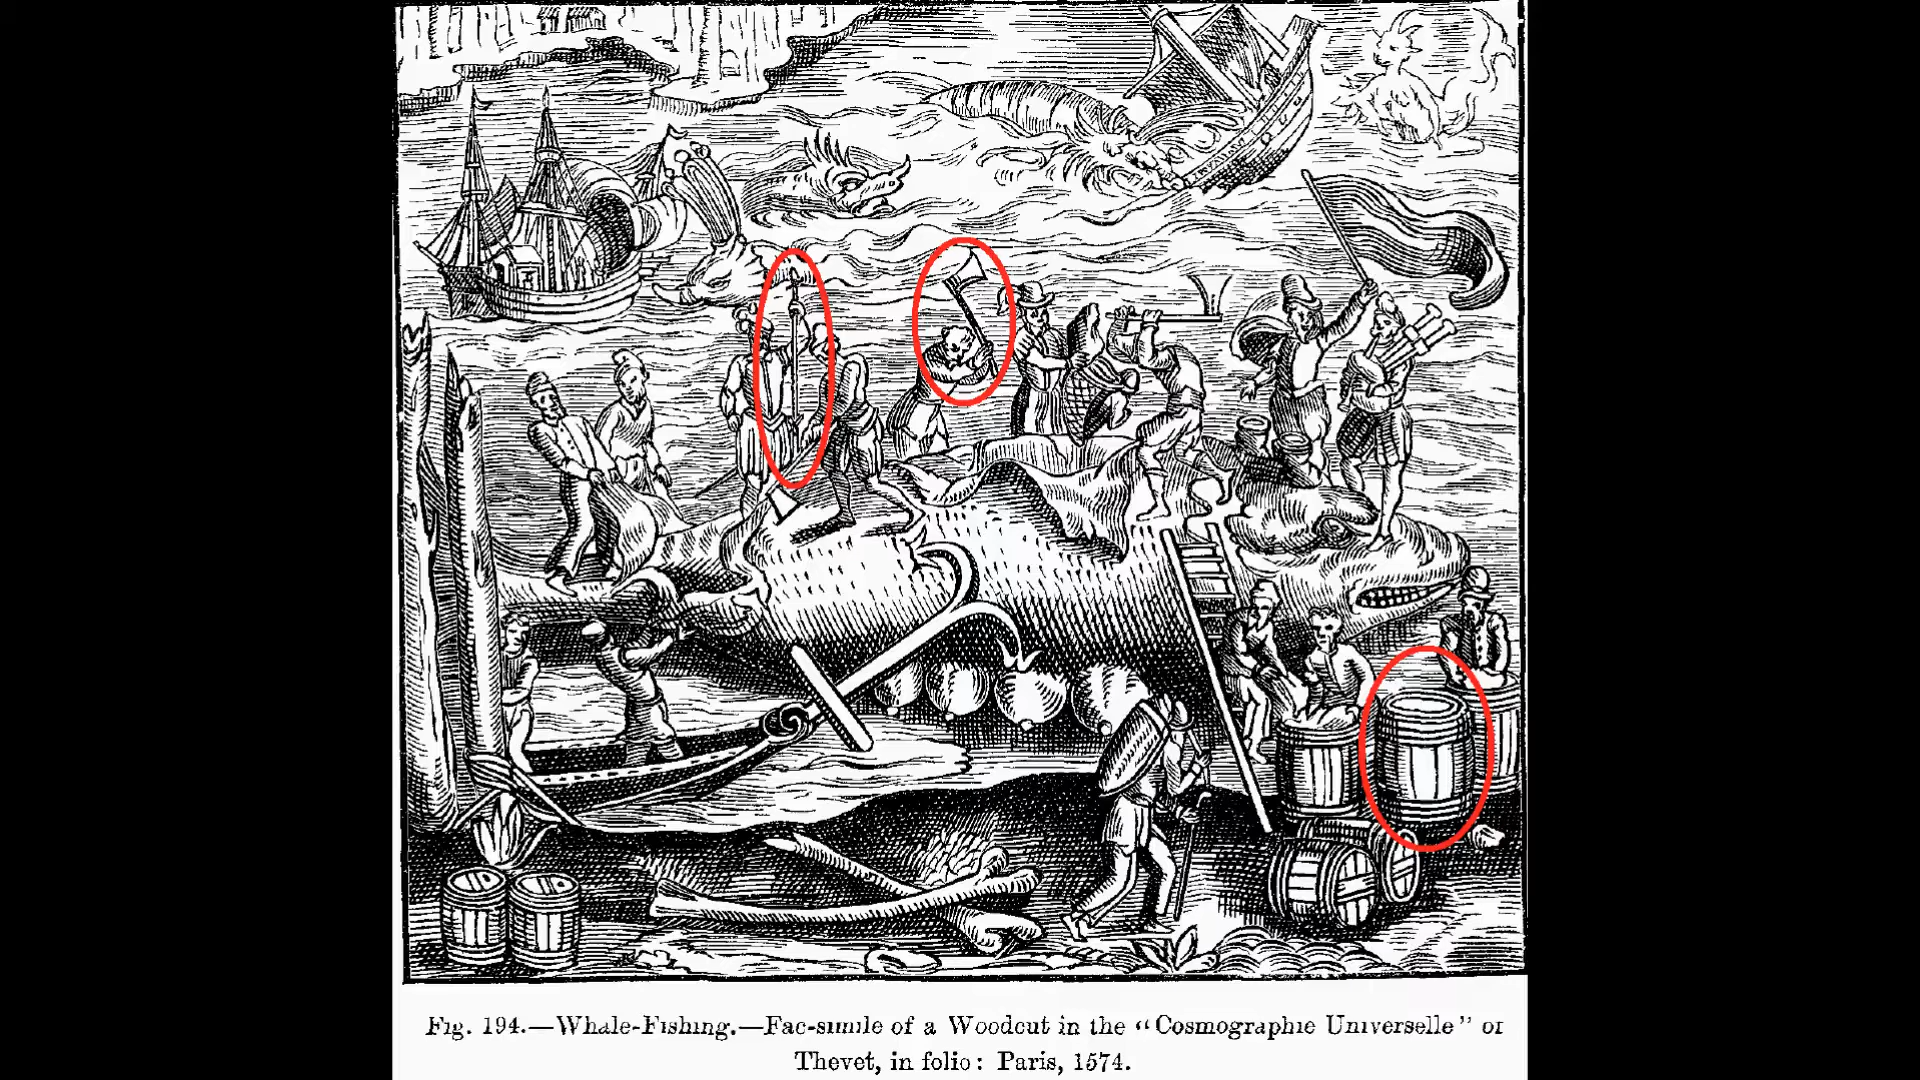 Fig. 194.—Whale-Fishing.—Fac-simile of a Woodcut in the "Cosmographie Universelle" of
Thevet, in folio: Paris, 1574.